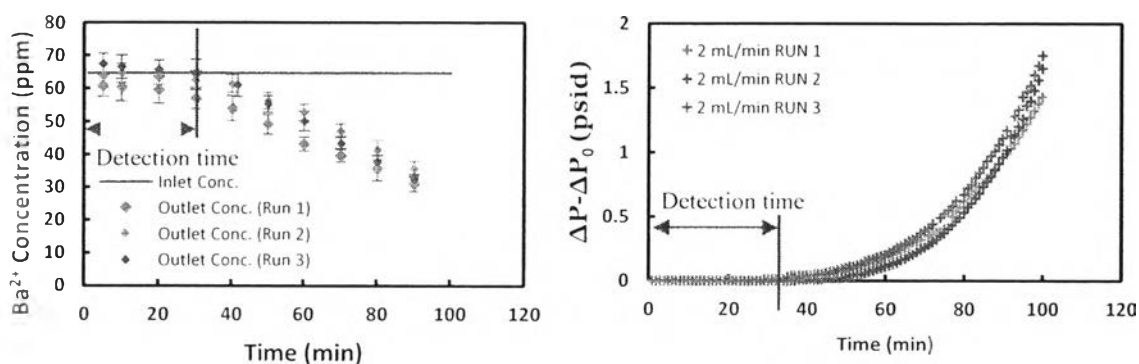 Ba²⁺ Concentration (ppm)
80
70
60
50
40
30
20
10
0
Detection time
Inlet Conc.
Outlet Conc. (Run 1)
Outlet Conc. (Run 2)
Outlet Conc. (Run 3)
0 20 40 60 80 100 120
Time (min)
ΔP-ΔP₀ (psid)
2
1.5
1
0.5
0
2 mL/min RUN 1
2 mL/min RUN 2
2 mL/min RUN 3
Detection time
0 20 40 60 80 100 120
Time (min)